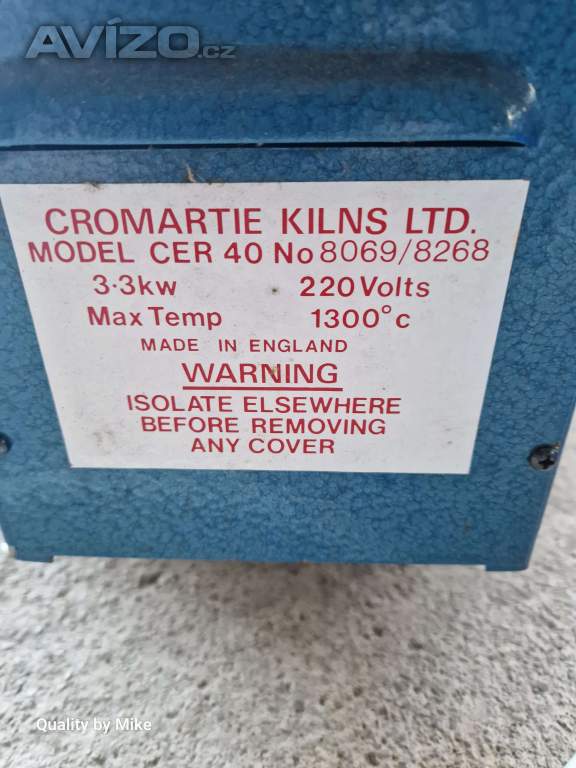 AVÍZO.cz
CROMARTIE KILNS LTD.
MODEL CER 40 No 8069/8268
3·3kw 220 Volts
Max Temp 1300°c
MADE IN ENGLAND
WARNING
ISOLATE ELSEWHERE
BEFORE REMOVING
ANY COVER
Quality by Mike